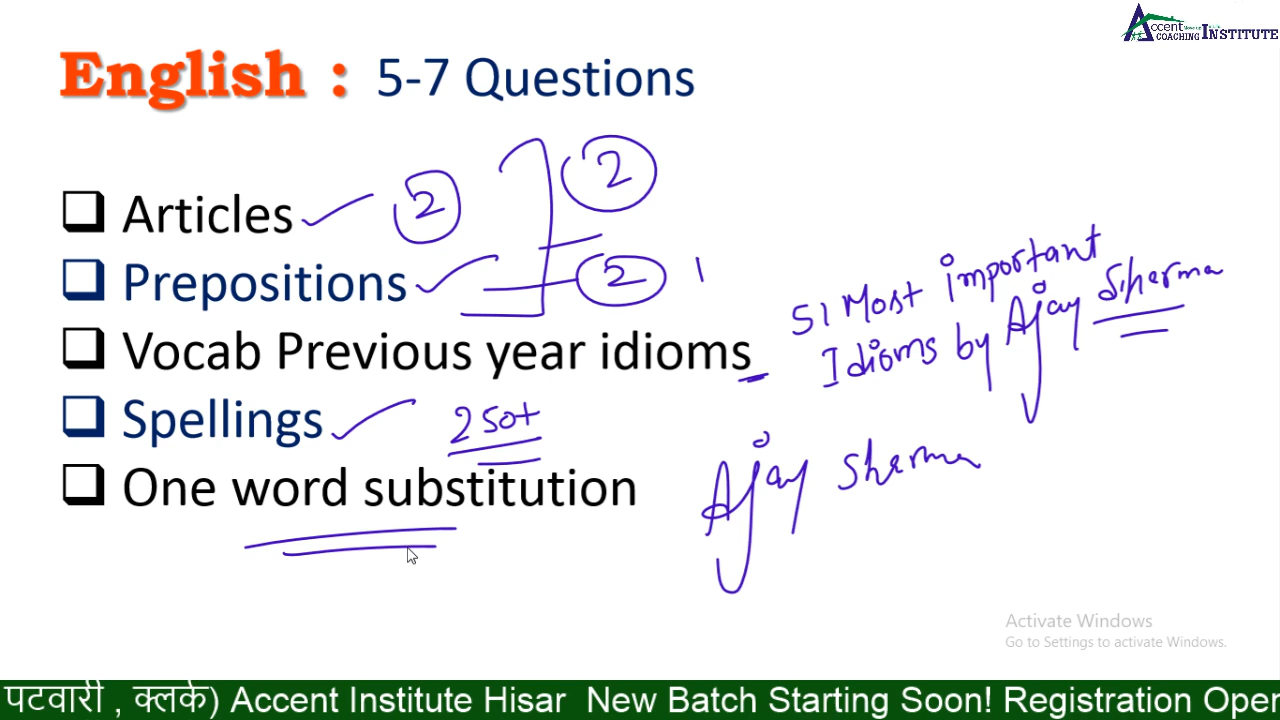 Accent
COACHING INSTITUTE
English : 5-7 Questions
Articles 2 2
Prepositions 2 1
Vocab Previous year idioms
51 Most important
Idioms by Ajay Sharma
Spellings 250+
One word substitution
Ajay Sharma
Activate Windows
Go to Settings to activate Windows.
पटवारी , क्लर्क) Accent Institute Hisar New Batch Starting Soon! Registration Oper